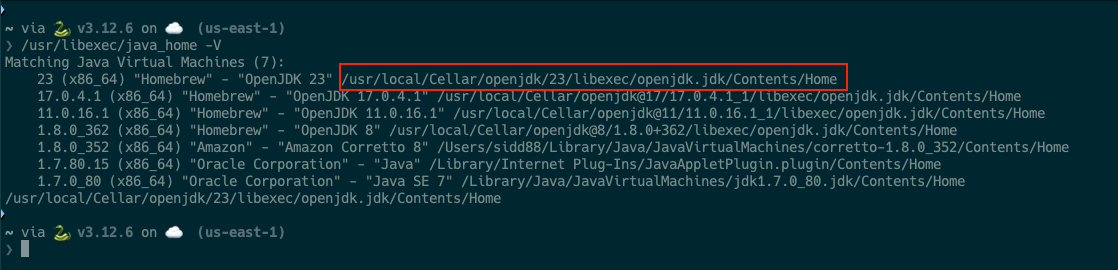 ~ via 🐍 v3.12.6 on ☁️ (us-east-1)
❯ /usr/libexec/java_home -V
Matching Java Virtual Machines (7):
23 (x86_64) "Homebrew" - "OpenJDK 23" /usr/local/Cellar/openjdk/23/libexec/openjdk.jdk/Contents/Home
17.0.4.1 (x86_64) "Homebrew" - "OpenJDK 17.0.4.1" /usr/local/Cellar/openjdk@17/17.0.4.1_1/libexec/openjdk.jdk/Contents/Home
11.0.16.1 (x86_64) "Homebrew" - "OpenJDK 11.0.16.1" /usr/local/Cellar/openjdk@11/11.0.16.1_1/libexec/openjdk.jdk/Contents/Home
1.8.0_362 (x86_64) "Homebrew" - "OpenJDK 8" /usr/local/Cellar/openjdk@8/1.8.0+362/libexec/openjdk.jdk/Contents/Home
1.8.0_352 (x86_64) "Amazon" - "Amazon Corretto 8" /Users/sidd88/Library/Java/JavaVirtualMachines/corretto-1.8.0_352/Contents/Home
1.7.80.15 (x86_64) "Oracle Corporation" - "Java" /Library/Internet Plug-Ins/JavaAppletPlugin.plugin/Contents/Home
1.7.0_80 (x86_64) "Oracle Corporation" - "Java SE 7" /Library/Java/JavaVirtualMachines/jdk1.7.0_80.jdk/Contents/Home
/usr/local/Cellar/openjdk/23/libexec/openjdk.jdk/Contents/Home
~ via 🐍 v3.12.6 on ☁️ (us-east-1)
❯